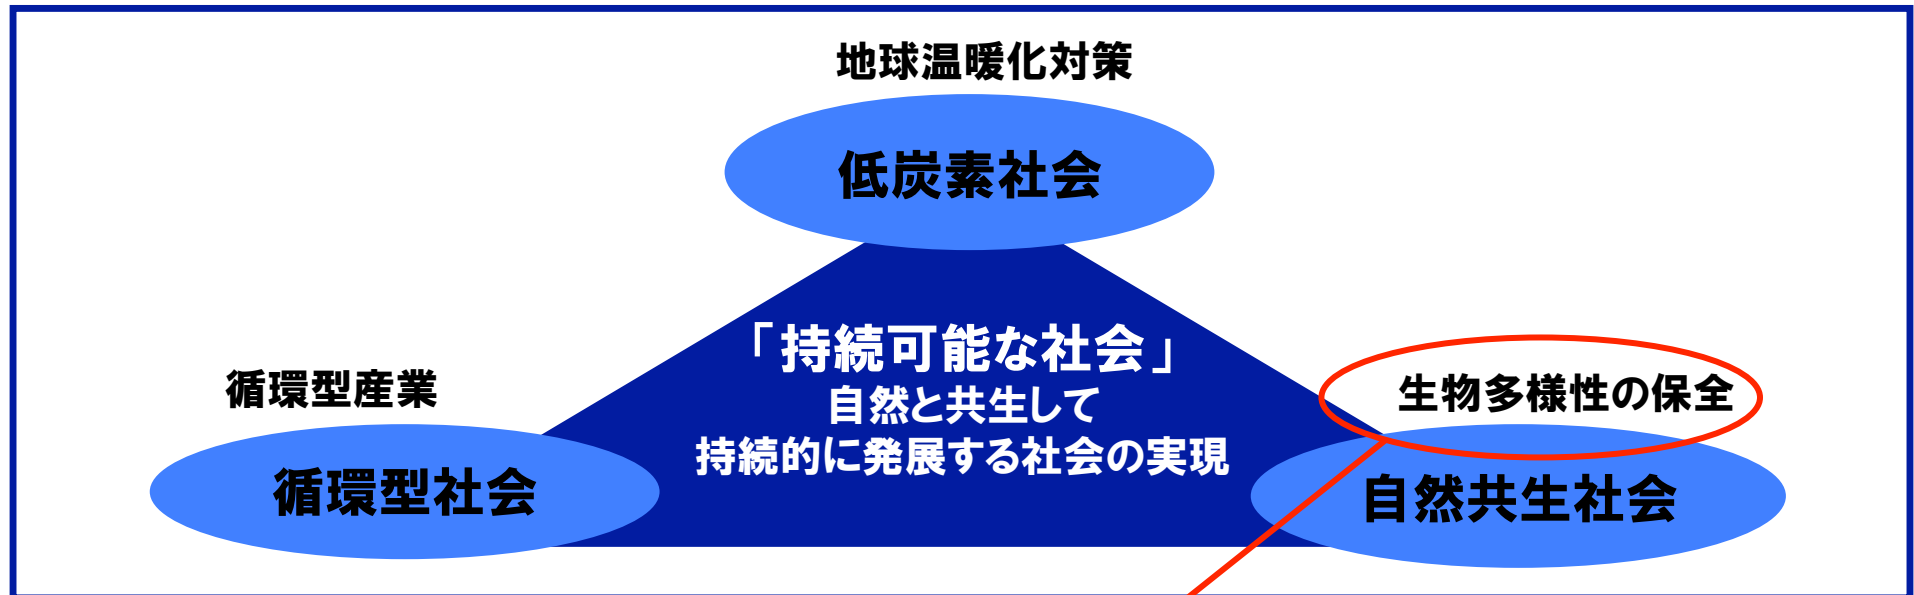 地球温暖化対策
低炭素社会
「持続可能な社会」
自然と共生して
持続的に発展する社会の実現
循環型産業
循環型社会
生物多様性の保全
自然共生社会